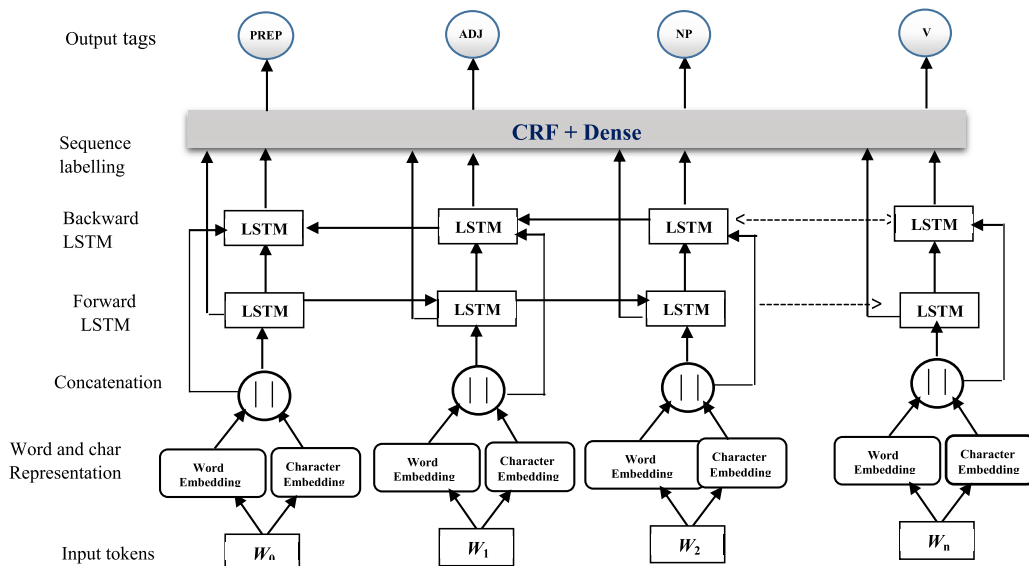 Output tags
PREP
ADJ
NP
V
CRF + Dense
Sequence
labelling
Backward
LSTM
LSTM
LSTM
LSTM
LSTM
Forward
LSTM
LSTM
LSTM
LSTM
LSTM
Concatenation
||
||
||
||
Word and char
Representation
Word
Embedding
Character
Embedding
Word
Embedding
Character
Embedding
Word
Embedding
Character
Embedding
Word
Embedding
Character
Embedding
Input tokens
W0
W1
W2
Wn